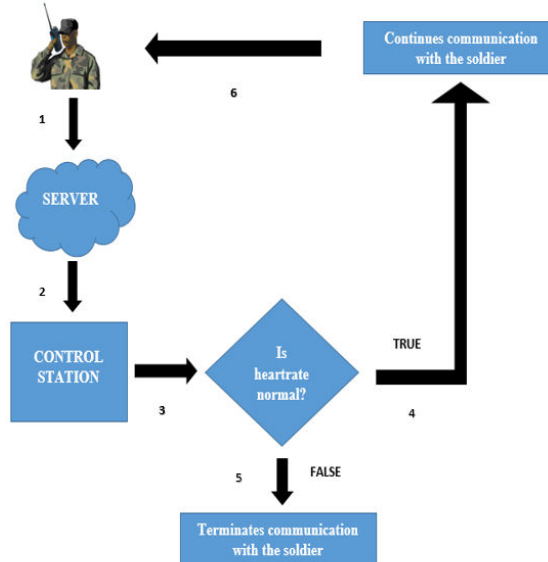 Continues communication
with the soldier
6
1
SERVER
2
CONTROL
STATION
3
Is
heartrate
normal?
TRUE
4
5
FALSE
Terminates communication
with the soldier